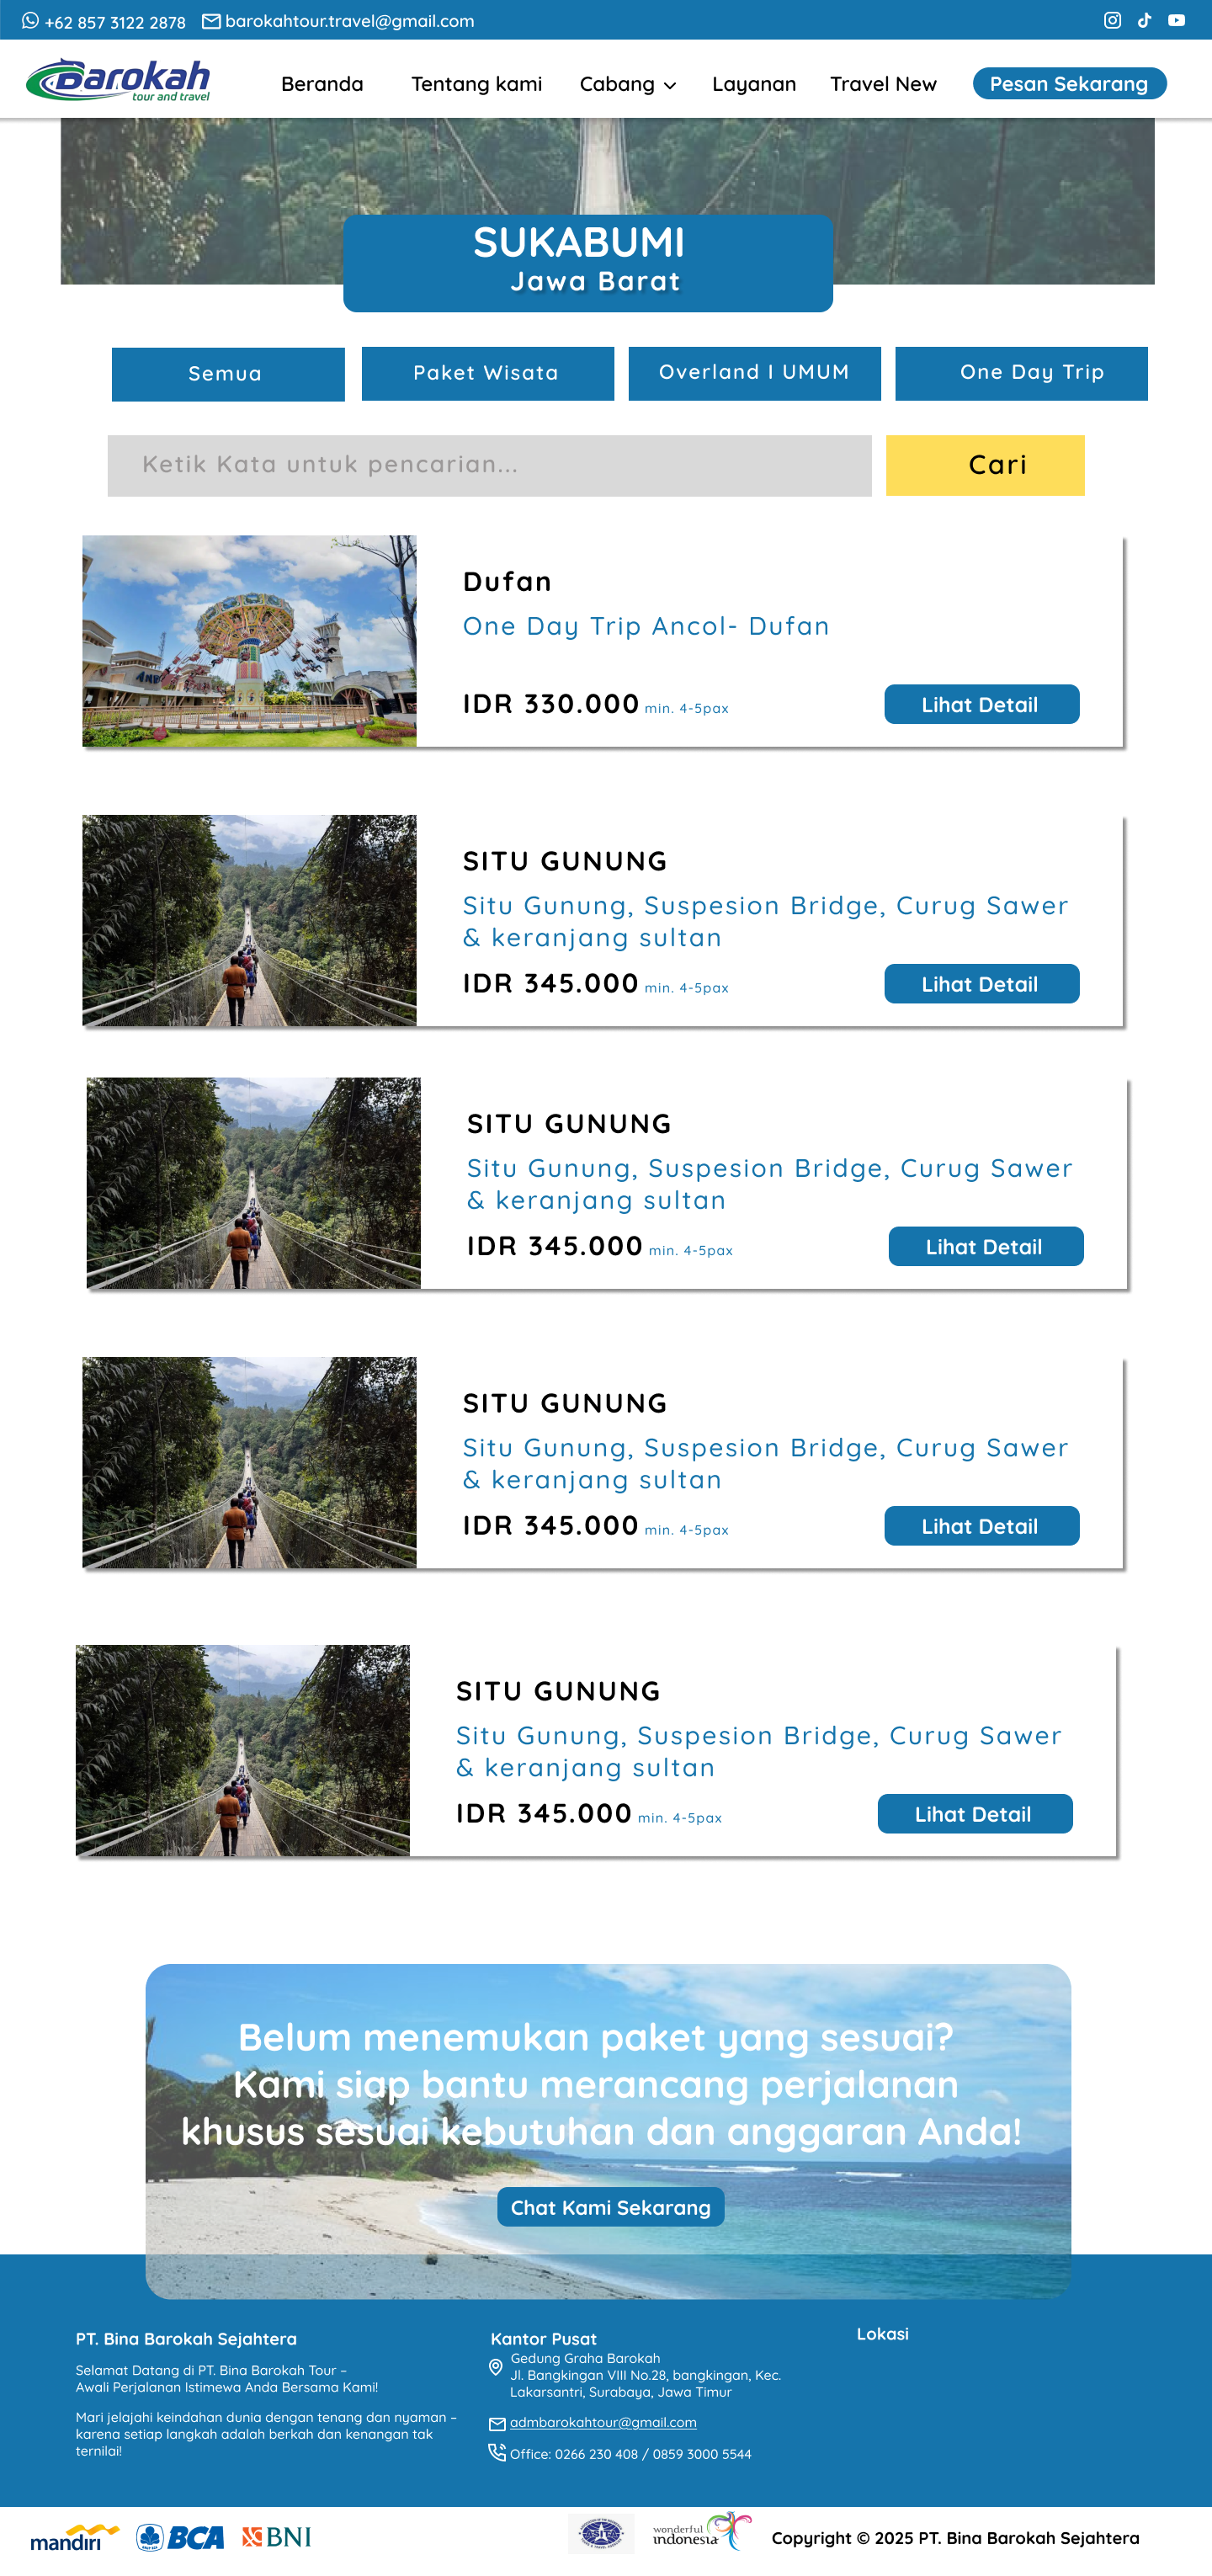 +62 857 3122 2878
barokahtour.travel@gmail.com
Barokah
tour and travel
Beranda
Tentang kami
Cabang
Layanan
Travel New
Pesan Sekarang
SUKABUMI
Jawa Barat
Semua
Paket Wisata
Overland I UMUM
One Day Trip
Ketik Kata untuk pencarian...
Cari
Dufan
One Day Trip Ancol- Dufan
IDR 330.000 min. 4-5pax
Lihat Detail
SITU GUNUNG
Situ Gunung, Suspesion Bridge, Curug Sawer
& keranjang sultan
IDR 345.000 min. 4-5pax
Lihat Detail
SITU GUNUNG
Situ Gunung, Suspesion Bridge, Curug Sawer
& keranjang sultan
IDR 345.000 min. 4-5pax
Lihat Detail
SITU GUNUNG
Situ Gunung, Suspesion Bridge, Curug Sawer
& keranjang sultan
IDR 345.000 min. 4-5pax
Lihat Detail
SITU GUNUNG
Situ Gunung, Suspesion Bridge, Curug Sawer
& keranjang sultan
IDR 345.000 min. 4-5pax
Lihat Detail
Belum menemukan paket yang sesuai?
Kami siap bantu merancang perjalanan
khusus sesuai kebutuhan dan anggaran Anda!
Chat Kami Sekarang
PT. Bina Barokah Sejahtera
Selamat Datang di PT. Bina Barokah Tour –
Awali Perjalanan Istimewa Anda Bersama Kami!
Mari jelajahi keindahan dunia dengan tenang dan nyaman –
karena setiap langkah adalah berkah dan kenangan tak
ternilai!
Kantor Pusat
Gedung Graha Barokah
Jl. Bangkingan VIII No.28, bangkingan, Kec.
Lakarsantri, Surabaya, Jawa Timur
admbarokahtour@gmail.com
Office: 0266 230 408 / 0859 3000 5544
Lokasi
mandiri
BCA
BNI
ASITA
wonderful
indonesia
Copyright © 2025 PT. Bina Barokah Sejahtera